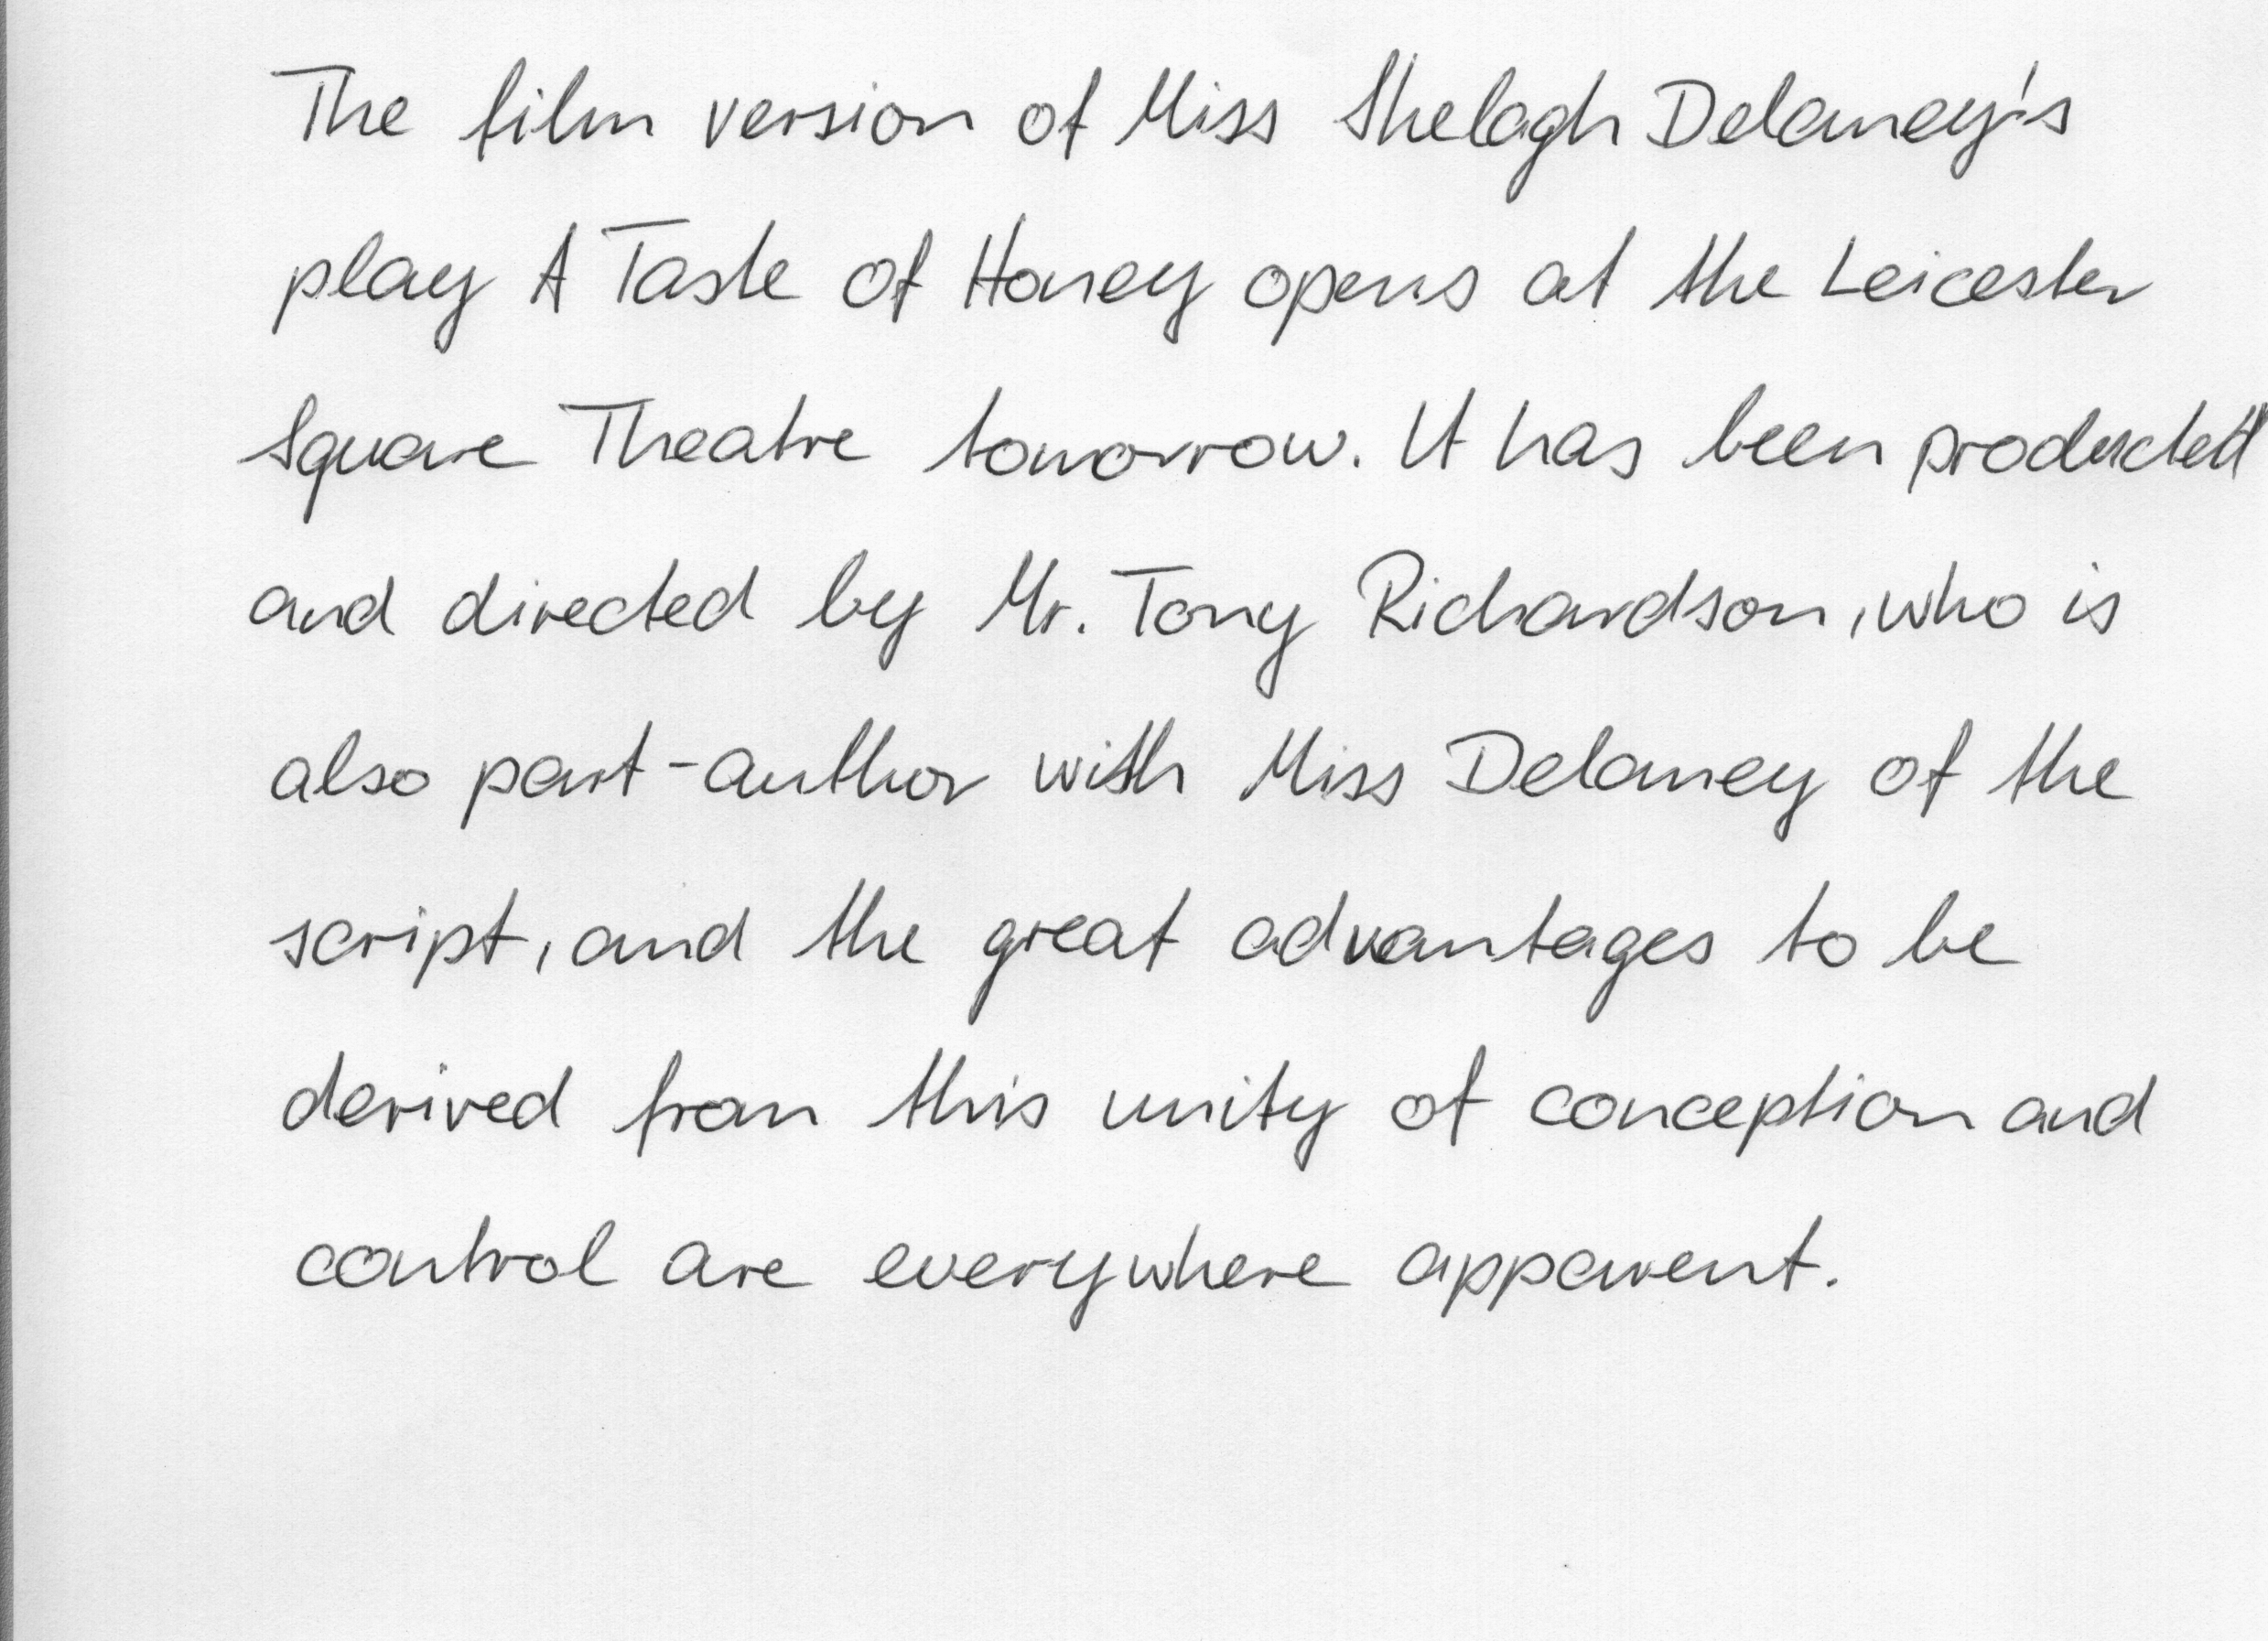 The film version of Miss Shelagh Delaney's
play A Taste of Honey opens at the Leicester
Square Theatre tomorrow. It has been producted
and directed by Mr. Tony Richardson, who is
also part-author with Miss Delaney of the
script, and the great advantages to be
derived from this unity of conception and
control are everywhere apparent.